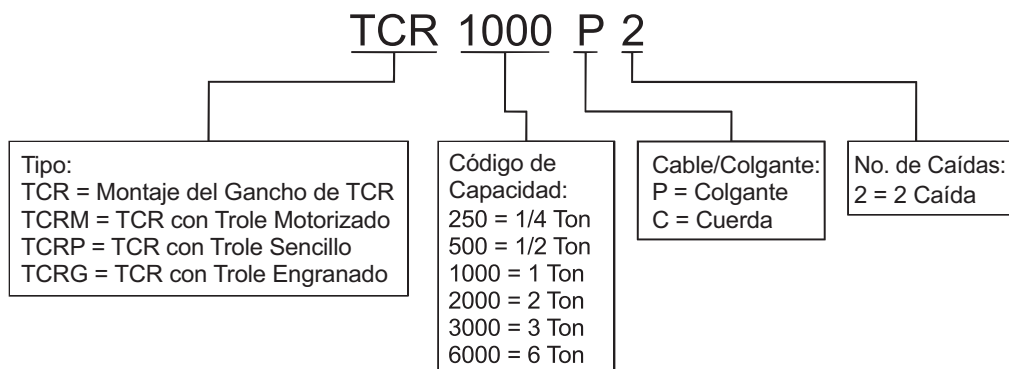 TCR 1000 P 2
Tipo:
TCR = Montaje del Gancho de TCR
TCRM = TCR con Trole Motorizado
TCRP = TCR con Trole Sencillo
TCRG = TCR con Trole Engranado
Código de
Capacidad:
250 = 1/4 Ton
500 = 1/2 Ton
1000 = 1 Ton
2000 = 2 Ton
3000 = 3 Ton
6000 = 6 Ton
Cable/Colgante:
P = Colgante
C = Cuerda
No. de Caídas:
2 = 2 Caída